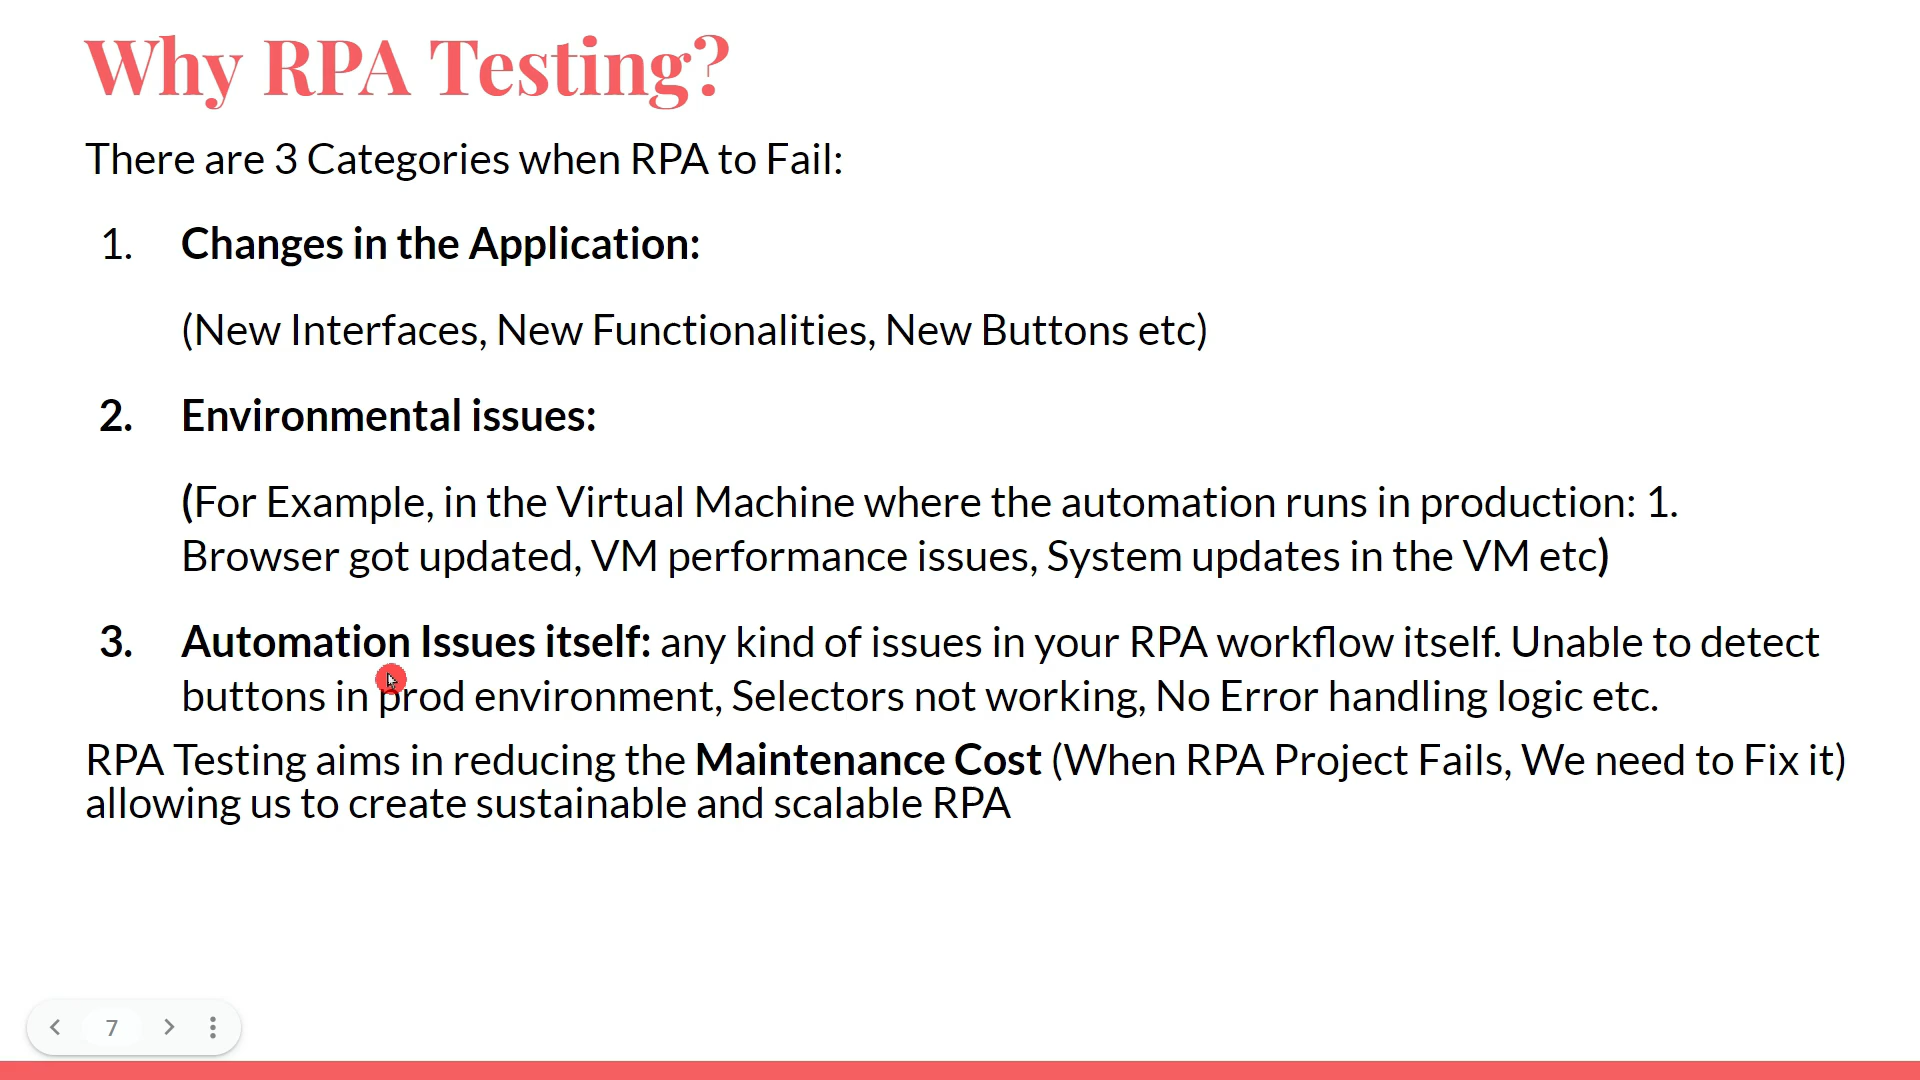 Why RPA Testing?
There are 3 Categories when RPA to Fail:
1. Changes in the Application:
(New Interfaces, New Functionalities, New Buttons etc)
2. Environmental issues:
(For Example, in the Virtual Machine where the automation runs in production: 1.
Browser got updated, VM performance issues, System updates in the VM etc)
3. Automation Issues itself: any kind of issues in your RPA workflow itself. Unable to detect
buttons in prod environment, Selectors not working, No Error handling logic etc.
RPA Testing aims in reducing the Maintenance Cost (When RPA Project Fails, We need to Fix it)
allowing us to create sustainable and scalable RPA
7